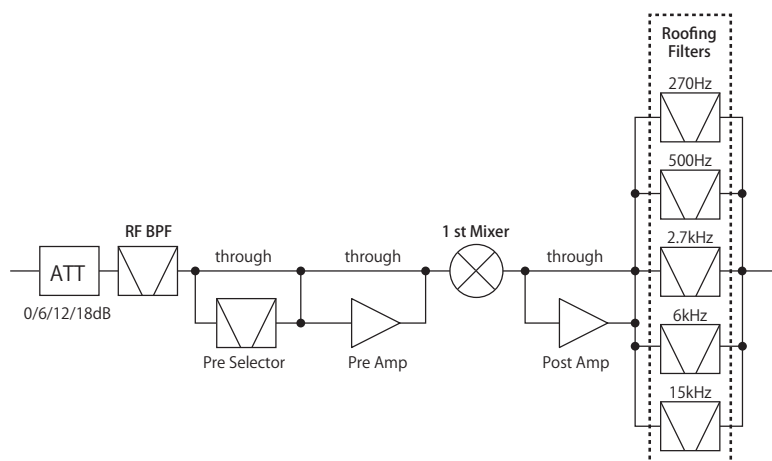 Roofing
Filters
270Hz
500Hz
RF BPF
through
through
1 st Mixer
through
2.7kHz
ATT
0/6/12/18dB
Pre Selector
Pre Amp
Post Amp
6kHz
15kHz